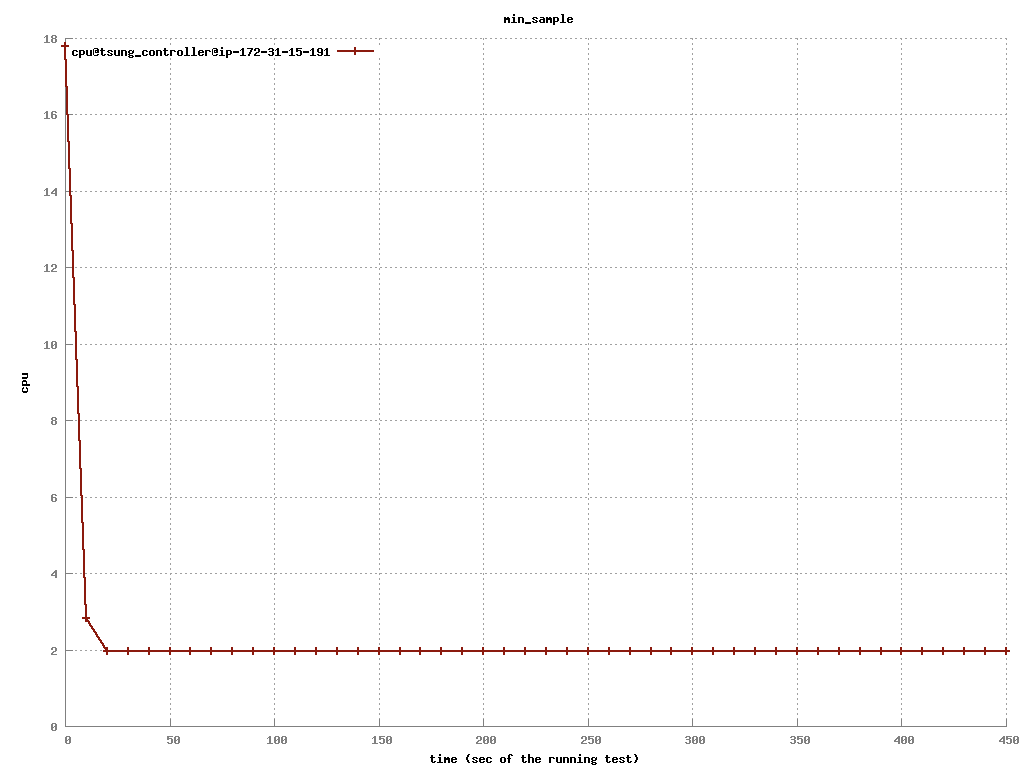 min_sample
cpu@tsung_controller@ip-172-31-15-191
18
16
14
12
10
8
6
4
2
0
cpu
0 50 100 150 200 250 300 350 400 450
time (sec of the running test)